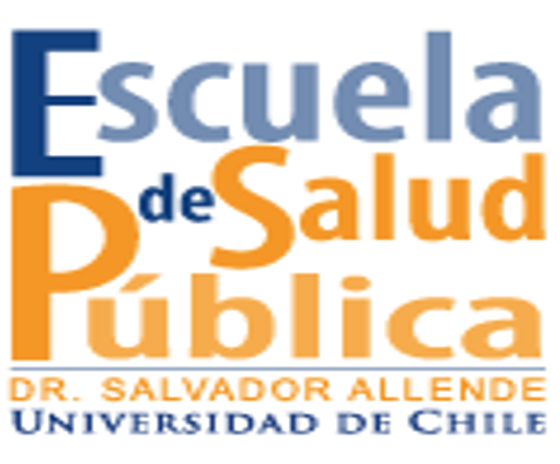 Escuela
de Salud
Pública
DR. SALVADOR ALLENDE
UNIVERSIDAD DE CHILE